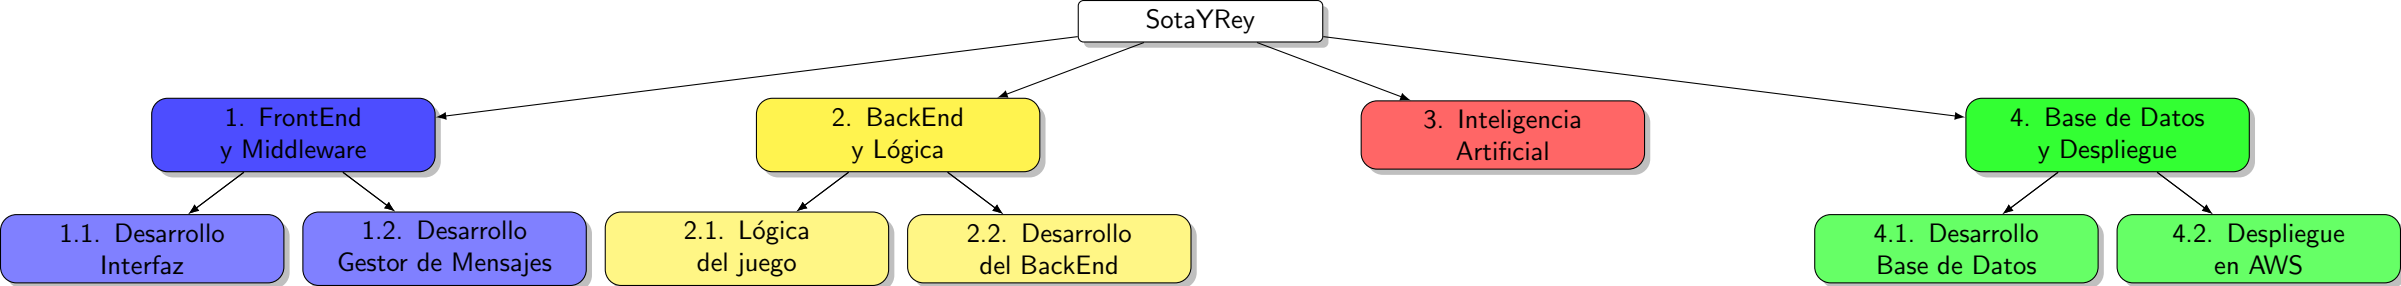 SotaYRey
1. FrontEnd
y Middleware
2. BackEnd
y Lógica
3. Inteligencia
Artificial
4. Base de Datos
y Despliegue
1.1. Desarrollo
Interfaz
1.2. Desarrollo
Gestor de Mensajes
2.1. Lógica
del juego
2.2. Desarrollo
del BackEnd
4.1. Desarrollo
Base de Datos
4.2. Despliegue
en AWS